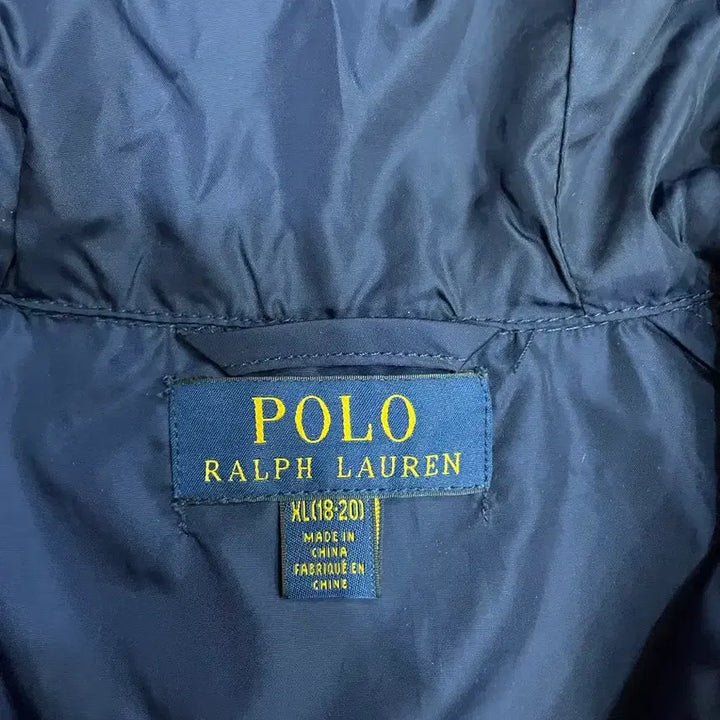 POLO
RALPH LAUREN
XL(18-20)
MADE IN
CHINA
FABRIQUÉ EN
CHINE